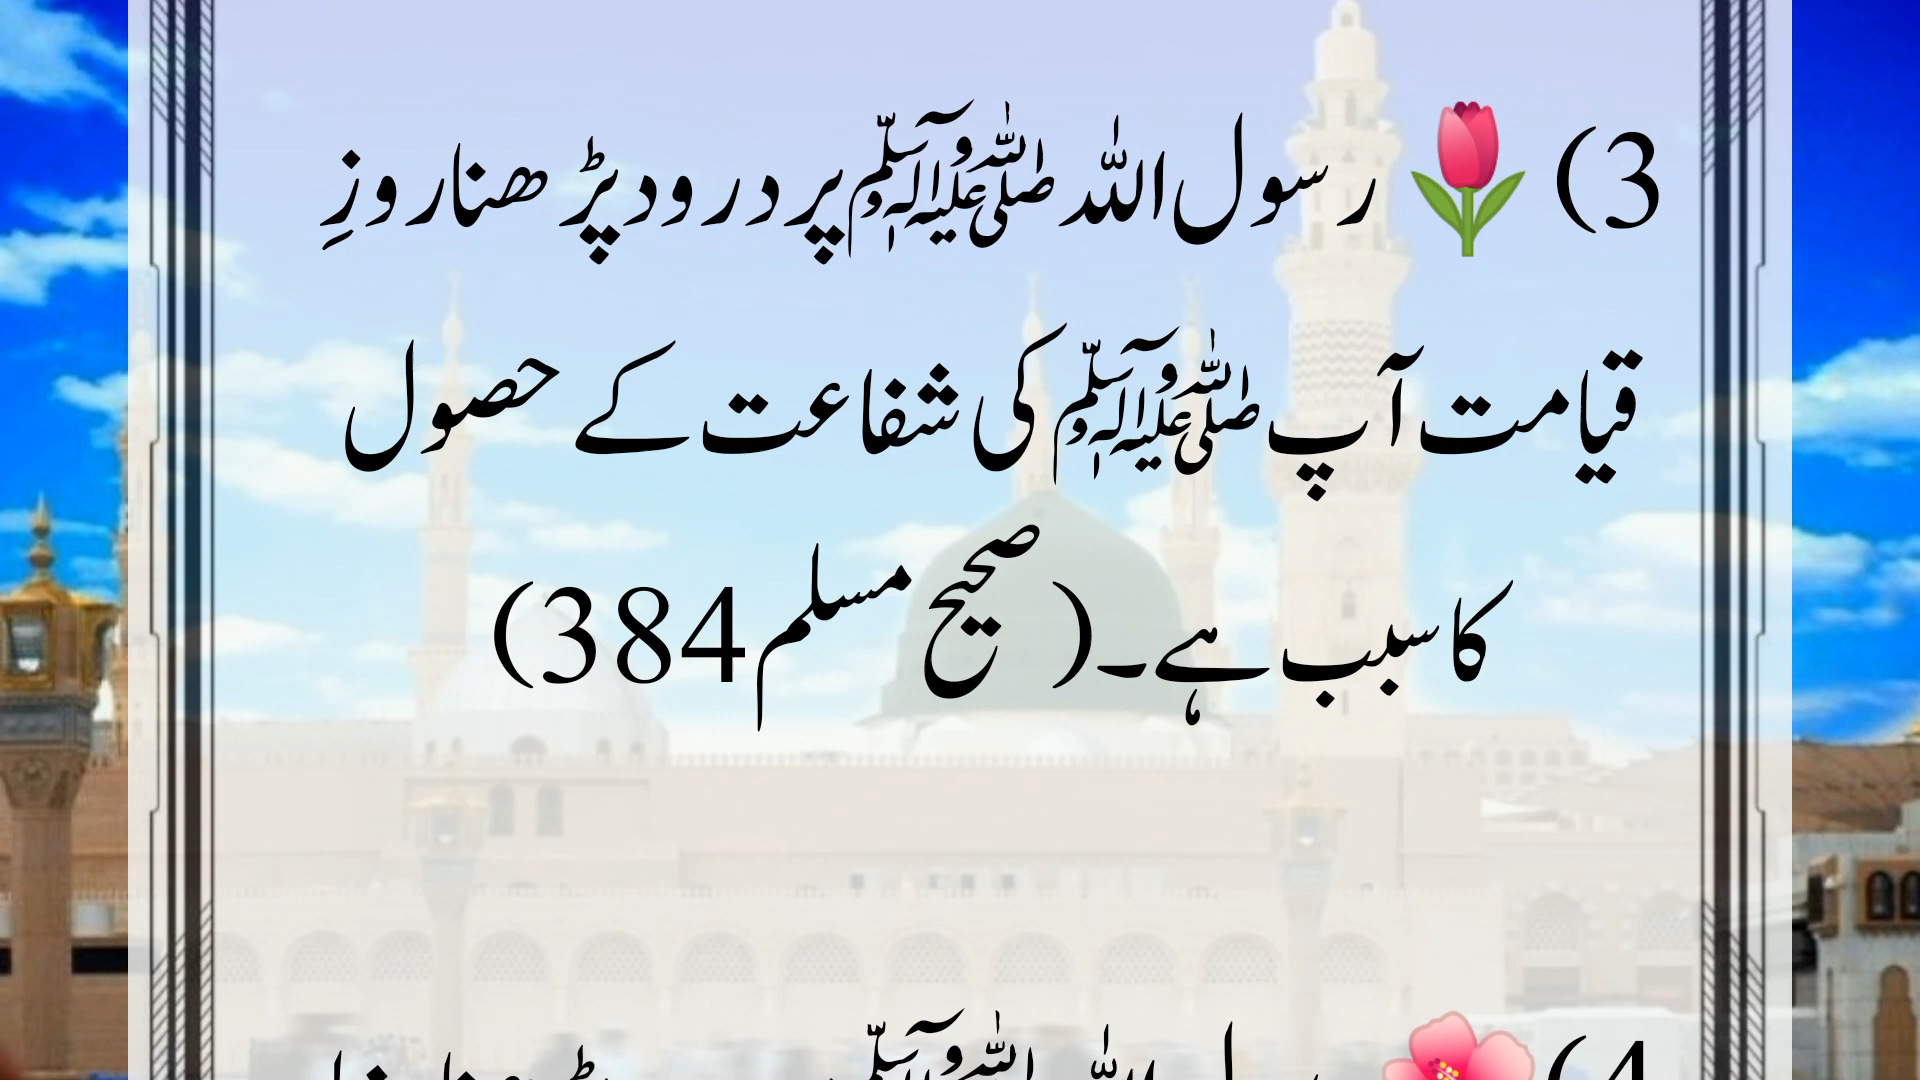 3) 🌷 رسول اللہ ﷺ پر درود پڑھنا روزِ
قیامت آپ ﷺ کی شفاعت کے حصول
کا سبب ہے۔ (صحیح مسلم 384)
4) 🌺